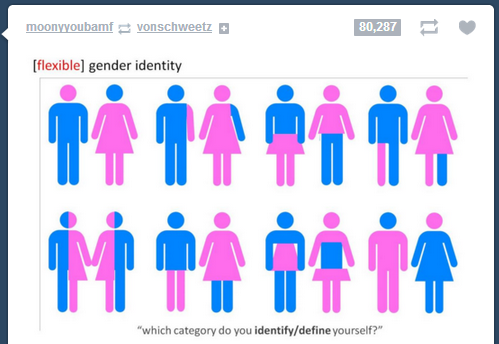 moonyyoubamf vonschweetz 80,287
[flexible] gender identity
"which category do you identify/define yourself?"